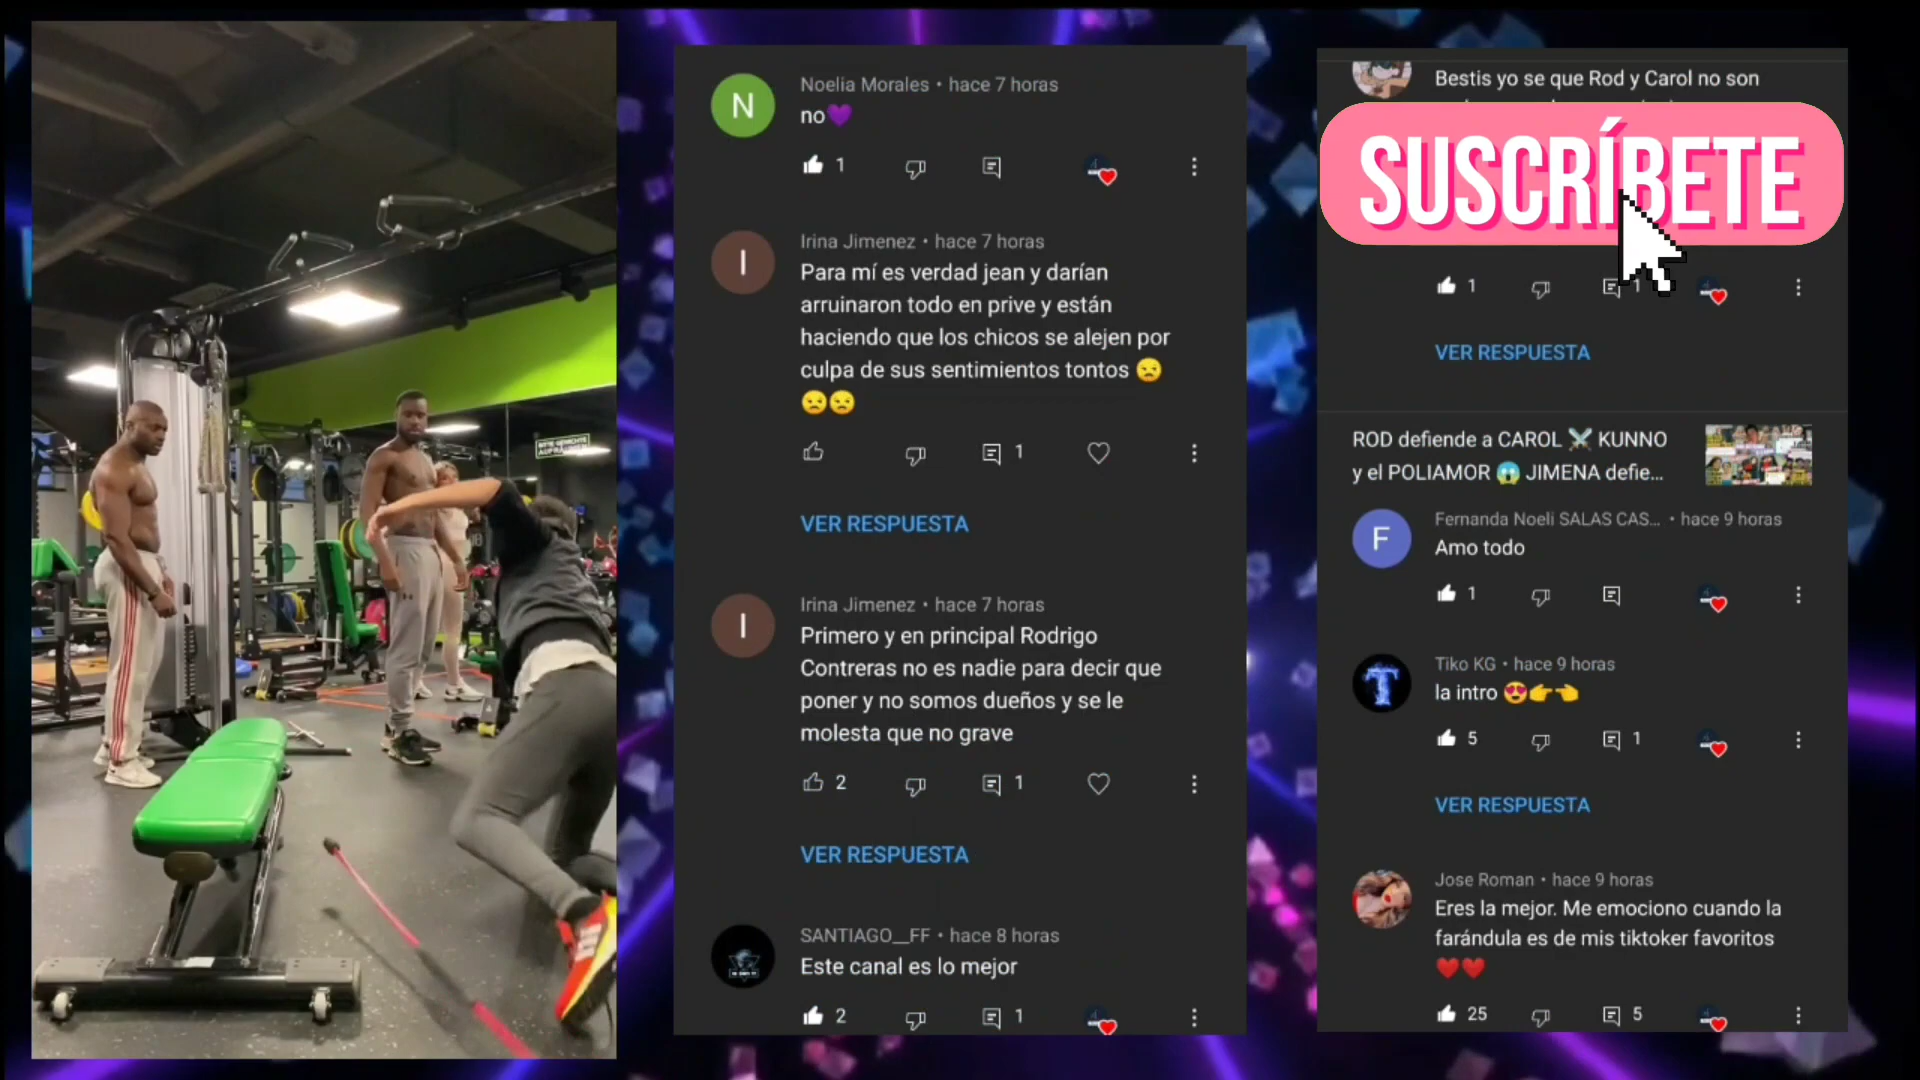 BITTE GEWICHTE
Noelia Morales • hace 7 horas
no💜
1
Irina Jimenez • hace 7 horas
Para mí es verdad jean y darían
arruinaron todo en prive y están
haciendo que los chicos se alejen por
culpa de sus sentimientos tontos 😒
😒😒
1
VER RESPUESTA
Irina Jimenez • hace 7 horas
Primero y en principal Rodrigo
Contreras no es nadie para decir que
poner y no somos dueños y se le
molesta que no grave
2 1
VER RESPUESTA
SANTIAGO__FF • hace 8 horas
Este canal es lo mejor
2 1
Bestis yo se que Rod y Carol no son
SUSCRÍBETE
1 1
VER RESPUESTA
ROD defiende a CAROL ⚔️ KUNNO
y el POLIAMOR 😱 JIMENA defie...
Fernanda Noeli SALAS CAS... • hace 9 horas
Amo todo
1
Tiko KG • hace 9 horas
la intro 😍👉👈
5 1
VER RESPUESTA
Jose Roman • hace 9 horas
Eres la mejor. Me emociono cuando la
farándula es de mis tiktoker favoritos
❤️❤️
25 5